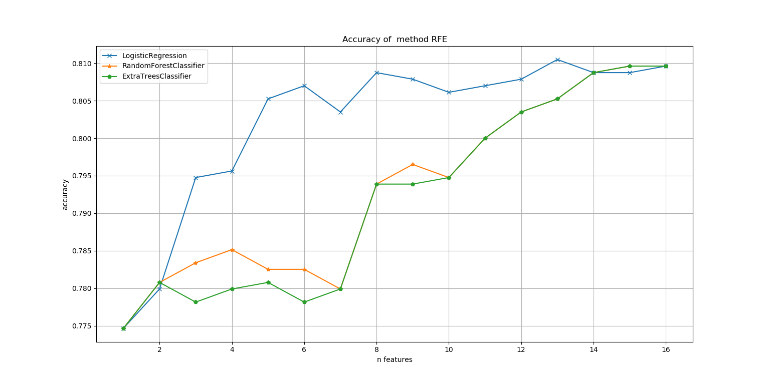 Accuracy of  method RFE
LogisticRegression
RandomForestClassifier
ExtraTreesClassifier
0.810
0.805
0.800
0.795
0.790
0.785
0.780
0.775
accuracy
2 4 6 8 10 12 14 16
n features